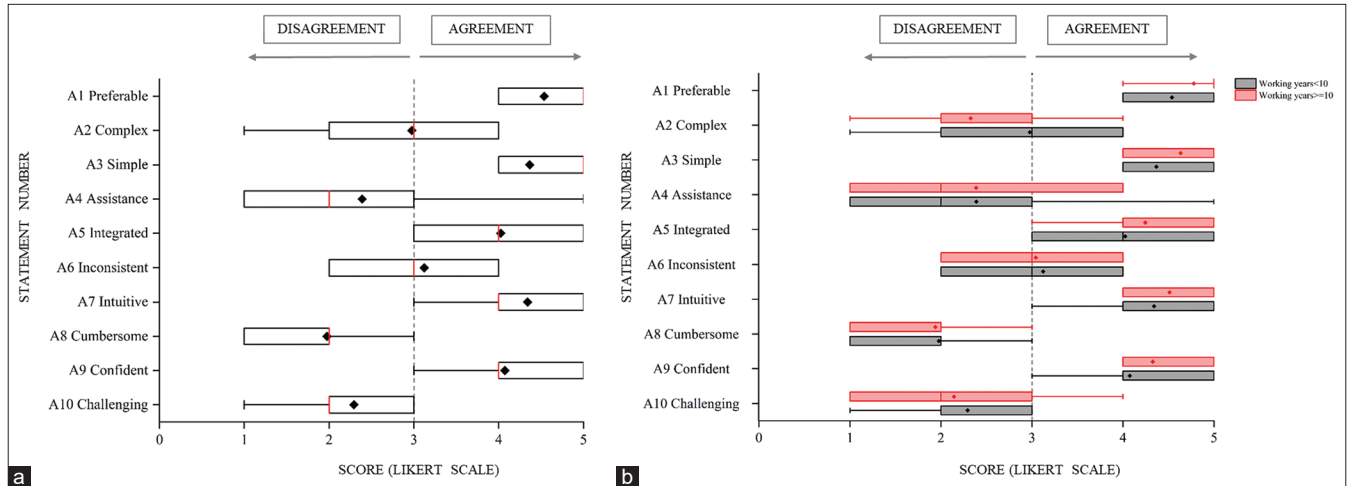 DISAGREEMENT
AGREEMENT
STATEMENT NUMBER
A1 Preferable
A2 Complex
A3 Simple
A4 Assistance
A5 Integrated
A6 Inconsistent
A7 Intuitive
A8 Cumbersome
A9 Confident
A10 Challenging
0 1 2 3 4 5
SCORE (LIKERT SCALE)
a
DISAGREEMENT
AGREEMENT
Working years<10
Working years>=10
STATEMENT NUMBER
A1 Preferable
A2 Complex
A3 Simple
A4 Assistance
A5 Integrated
A6 Inconsistent
A7 Intuitive
A8 Cumbersome
A9 Confident
A10 Challenging
0 1 2 3 4 5
SCORE (LIKERT SCALE)
b